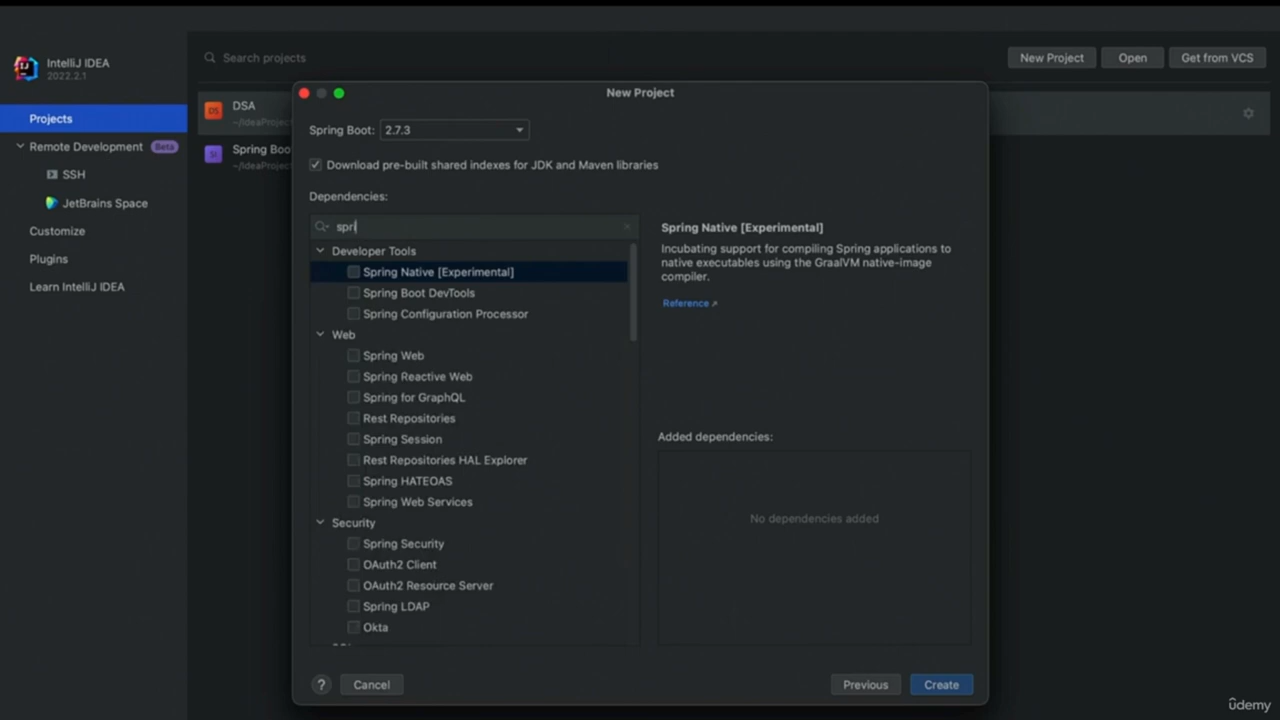 IntelliJ IDEA
2022.2.1
Projects
Remote Development Beta
SSH
JetBrains Space
Customize
Plugins
Learn IntelliJ IDEA
Search projects
New Project Open Get from VCS
DSA
~/IdeaProject
Spring Boo
~/IdeaProject
New Project
Spring Boot: 2.7.3
Download pre-built shared indexes for JDK and Maven libraries
Dependencies:
spri
Developer Tools
Spring Native [Experimental]
Spring Boot DevTools
Spring Configuration Processor
Web
Spring Web
Spring Reactive Web
Spring for GraphQL
Rest Repositories
Spring Session
Rest Repositories HAL Explorer
Spring HATEOAS
Spring Web Services
Security
Spring Security
OAuth2 Client
OAuth2 Resource Server
Spring LDAP
Okta
Spring Native [Experimental]
Incubating support for compiling Spring applications to
native executables using the GraalVM native-image
compiler.
Reference
Added dependencies:
No dependencies added
? Cancel Previous Create
ûdemy